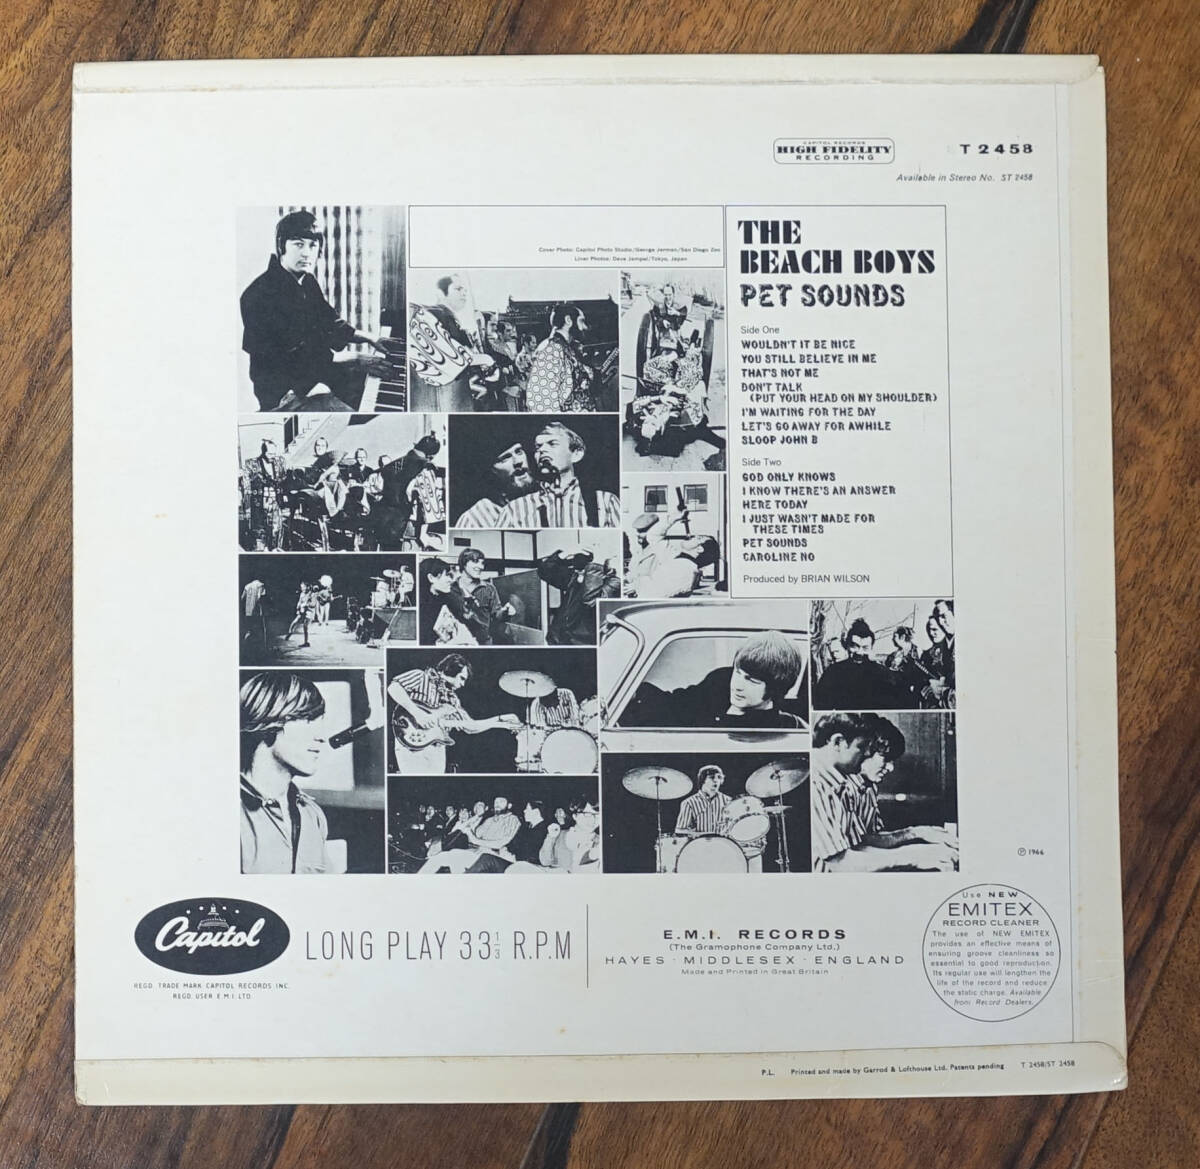 CAPITOL RECORDS
HIGH FIDELITY
RECORDING
T 2458
Available in Stereo No. ST 2458
Cover Photo: Capitol Photo Studio/George Jerman/San Diego Zoo
Liner Photos: Dave Jampel/Tokyo, Japan
THE
BEACH BOYS
PET SOUNDS
Side One
WOULDN'T IT BE NICE
YOU STILL BELIEVE IN ME
THAT'S NOT ME
DON'T TALK
(PUT YOUR HEAD ON MY SHOULDER)
I'M WAITING FOR THE DAY
LET'S GO AWAY FOR AWHILE
SLOOP JOHN B
Side Two
GOD ONLY KNOWS
I KNOW THERE'S AN ANSWER
HERE TODAY
I JUST WASN'T MADE FOR
THESE TIMES
PET SOUNDS
CAROLINE NO
Produced by BRIAN WILSON
℗ 1966
Capitol
REGD. TRADE MARK CAPITOL RECORDS INC.
REGD. USER E.M.I. LTD.
LONG PLAY 33 1/3 R.P.M
E.M.I. RECORDS
(The Gramophone Company Ltd.)
HAYES · MIDDLESEX · ENGLAND
Made and Printed in Great Britain
Use NEW
EMITEX
RECORD CLEANER
The use of NEW EMITEX
provides an effective means of
ensuring groove cleanliness so
essential to good reproduction.
Its regular use will lengthen the
life of the record and reduce
the static charge. Available
from Record Dealers.
P.L. Printed and made by Garrod & Lofthouse Ltd. Patents pending T 2458/ST 2458